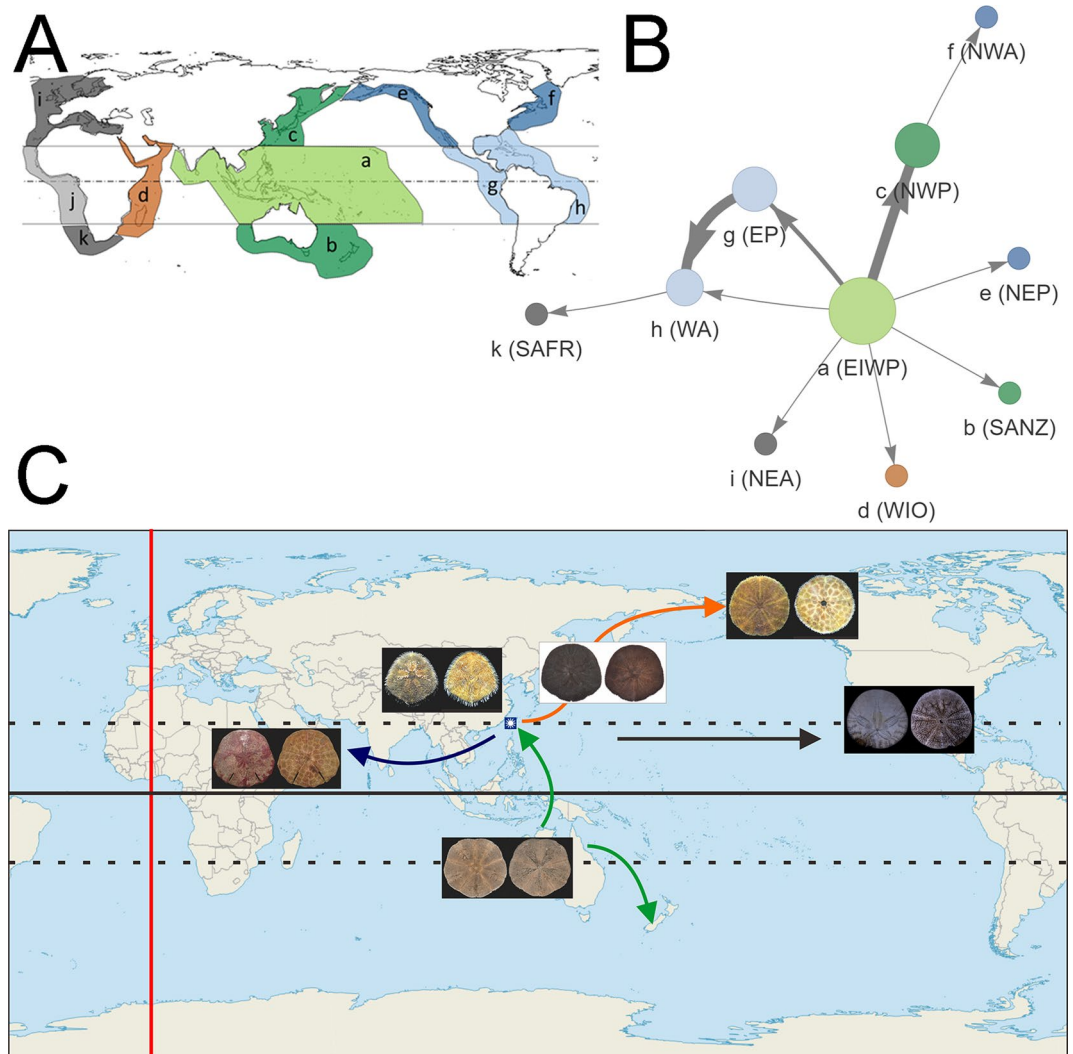 A
i
e
f
c
a
d
g
j
h
k
b
B
f (NWA)
c (NWP)
g (EP)
e (NEP)
h (WA)
k (SAFR)
a (EIWP)
b (SANZ)
i (NEA)
d (WIO)
C